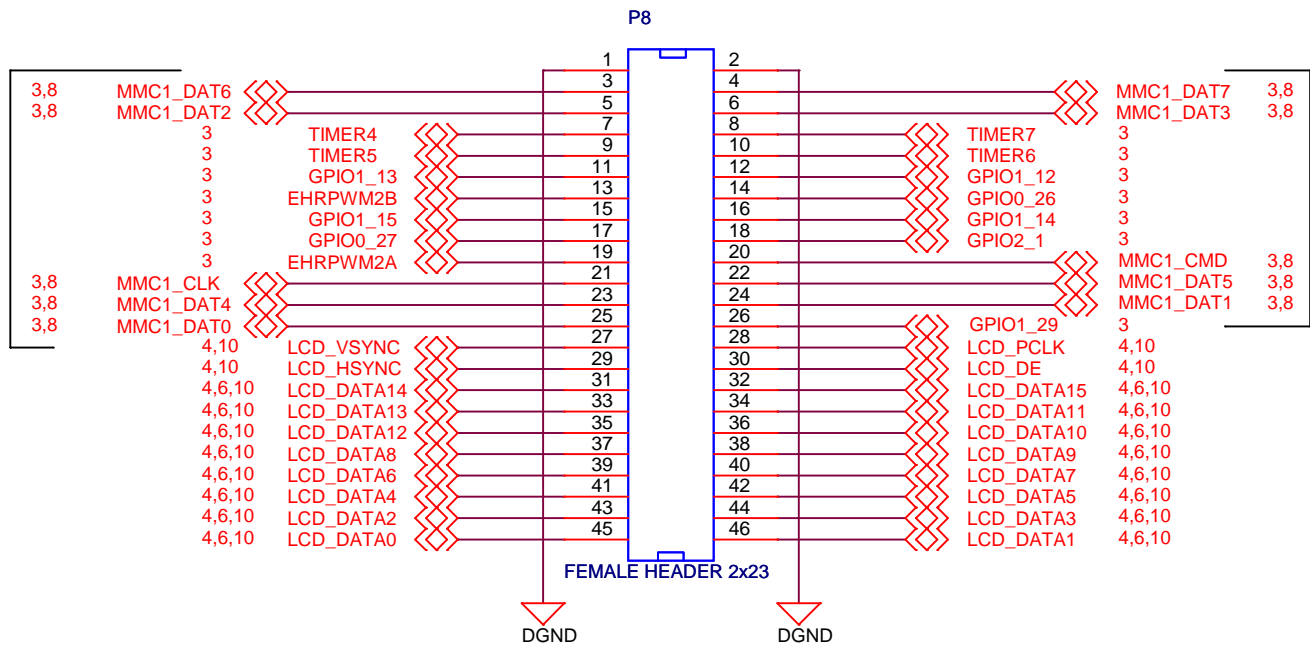 P8
1 2
3,8 MMC1_DAT6 3 4 MMC1_DAT7 3,8
3,8 MMC1_DAT2 5 6 MMC1_DAT3 3,8
3 TIMER4 7 8 TIMER7 3
3 TIMER5 9 10 TIMER6 3
3 GPIO1_13 11 12 GPIO1_12 3
3 EHRPWM2B 13 14 GPIO0_26 3
3 GPIO1_15 15 16 GPIO1_14 3
3 GPIO0_27 17 18 GPIO2_1 3
3 EHRPWM2A 19 20 MMC1_CMD 3,8
3,8 MMC1_CLK 21 22 MMC1_DAT5 3,8
3,8 MMC1_DAT4 23 24 MMC1_DAT1 3,8
3,8 MMC1_DAT0 25 26 GPIO1_29 3
4,10 LCD_VSYNC 27 28 LCD_PCLK 4,10
4,10 LCD_HSYNC 29 30 LCD_DE 4,10
4,6,10 LCD_DATA14 31 32 LCD_DATA15 4,6,10
4,6,10 LCD_DATA13 33 34 LCD_DATA11 4,6,10
4,6,10 LCD_DATA12 35 36 LCD_DATA10 4,6,10
4,6,10 LCD_DATA8 37 38 LCD_DATA9 4,6,10
4,6,10 LCD_DATA6 39 40 LCD_DATA7 4,6,10
4,6,10 LCD_DATA4 41 42 LCD_DATA5 4,6,10
4,6,10 LCD_DATA2 43 44 LCD_DATA3 4,6,10
4,6,10 LCD_DATA0 45 46 LCD_DATA1 4,6,10
FEMALE HEADER 2x23
DGND DGND